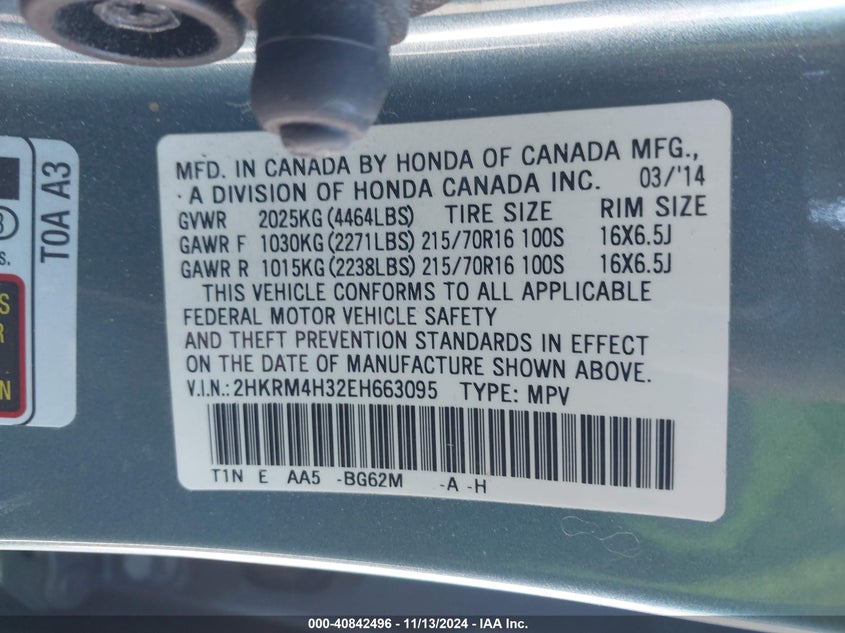 MFD. IN CANADA BY HONDA OF CANADA MFG.,
A DIVISION OF HONDA CANADA INC. 03/'14
GVWR 2025KG (4464LBS) TIRE SIZE RIM SIZE
GAWR F 1030KG (2271LBS) 215/70R16 100S 16X6.5J
GAWR R 1015KG (2238LBS) 215/70R16 100S 16X6.5J
THIS VEHICLE CONFORMS TO ALL APPLICABLE
FEDERAL MOTOR VEHICLE SAFETY
AND THEFT PREVENTION STANDARDS IN EFFECT
ON THE DATE OF MANUFACTURE SHOWN ABOVE.
V.I.N.: 2HKRM4H32EH663095 TYPE: MPV
T1N E AA5 -BG62M -A -H
TOA A3
000-40842496 - 11/13/2024 - IAA Inc.